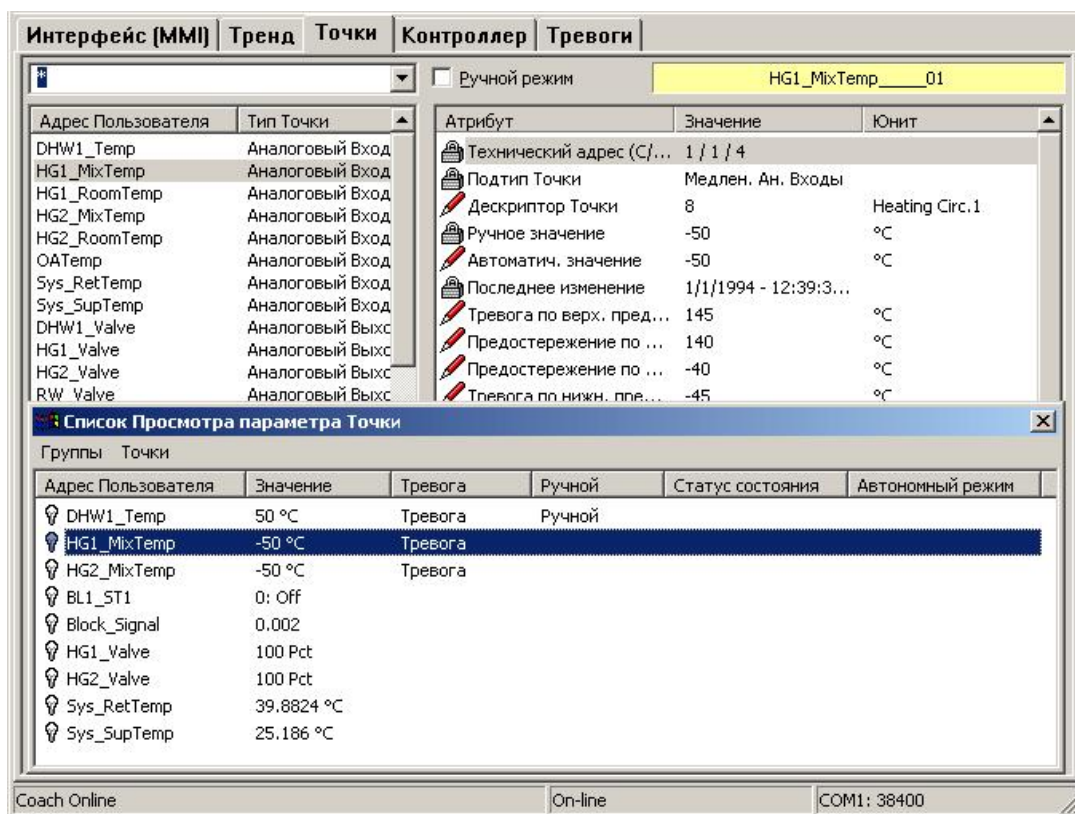 Интерфейс (MMI) Тренд Точки Контроллер Тревоги
* Ручной режим HG1_MixTemp_____01
Адрес Пользователя Тип Точки Атрибут Значение Юнит
DHW1_Temp Аналоговый Вход Технический адрес (C/... 1 / 1 / 4
HG1_MixTemp Аналоговый Вход Подтип Точки Медлен. Ан. Входы
HG1_RoomTemp Аналоговый Вход Дескриптор Точки 8 Heating Circ.1
HG2_MixTemp Аналоговый Вход Ручное значение -50 °C
HG2_RoomTemp Аналоговый Вход Автоматич. значение -50 °C
OATemp Аналоговый Вход Последнее изменение 1/1/1994 - 12:39:3...
Sys_RetTemp Аналоговый Вход Тревога по верх. пред... 145 °C
Sys_SupTemp Аналоговый Вход Предостережение по ... 140 °C
DHW1_Valve Аналоговый Выхс
HG1_Valve Аналоговый Выхс Предостережение по ... -40 °C
HG2_Valve Аналоговый Выхс Тревога по нижн. пре... -45 °C
RW_Valve Аналоговый Выхс
Список Просмотра параметра Точки
Группы Точки
Адрес Пользователя Значение Тревога Ручной Статус состояния Автономный режим
DHW1_Temp 50 °C Тревога Ручной
HG1_MixTemp -50 °C Тревога
HG2_MixTemp -50 °C Тревога
BL1_ST1 0: Off
Block_Signal 0.002
HG1_Valve 100 Pct
HG2_Valve 100 Pct
Sys_RetTemp 39.8824 °C
Sys_SupTemp 25.186 °C
Coach Online On-line COM1: 38400